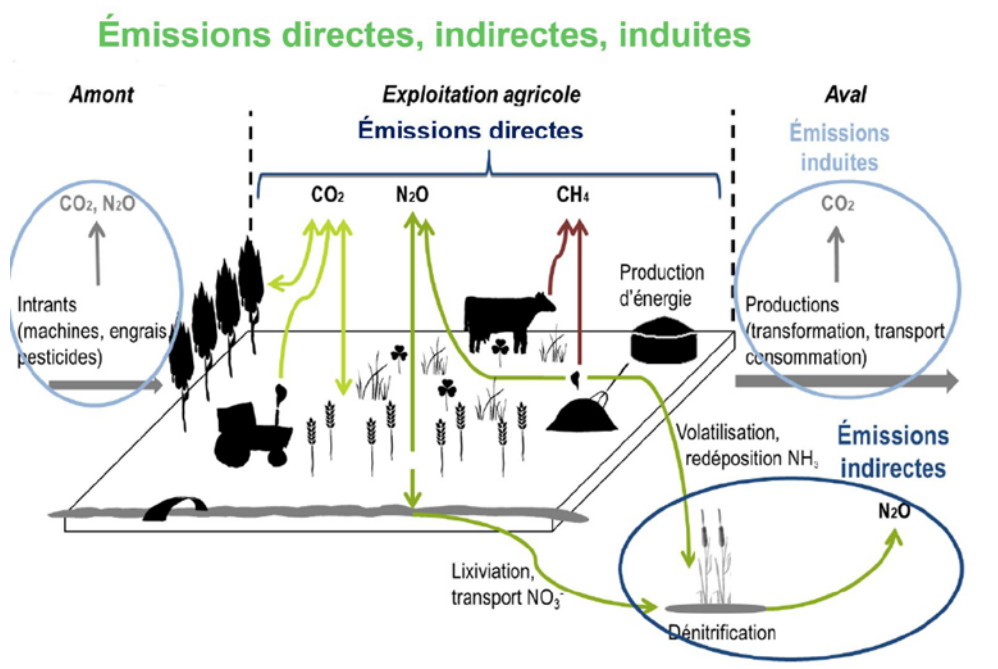 Émissions directes, indirectes, induites
Amont
Exploitation agricole
Aval
Émissions directes
Émissions
induites
CO₂, N₂O
CO₂
N₂O
CH₄
CO₂
Production
d'énergie
Intrants
(machines, engrais,
pesticides)
Productions
(transformation, transport
consommation)
Volatilisation,
redéposition NH₃
Émissions
indirectes
N₂O
Lixiviation,
transport NO₃⁻
Dénitrification